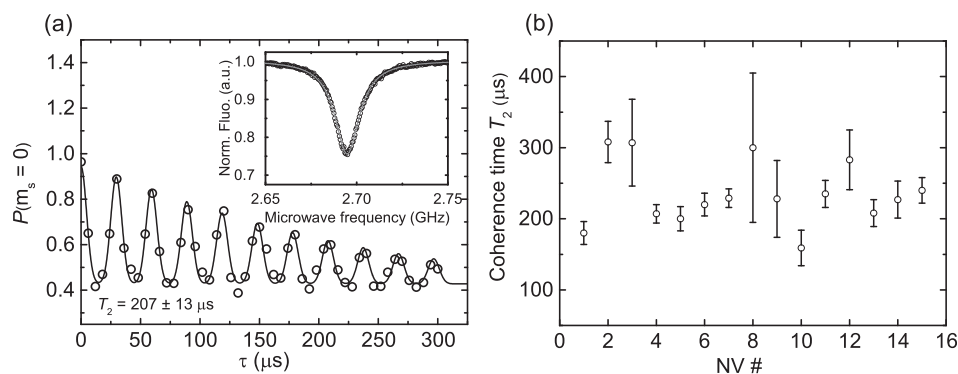 (a)
1.4
1.2
1.0
0.8
0.6
0.4
P(mₛ = 0)
T₂ = 207 ± 13 μs
0 50 100 150 200 250 300
τ (μs)
1.0
0.9
0.8
0.7
Norm. Fluo. (a.u.)
2.65 2.70 2.75
Microwave frequency (GHz)
(b)
400
300
200
100
Coherence time T₂ (μs)
0 2 4 6 8 10 12 14 16
NV #